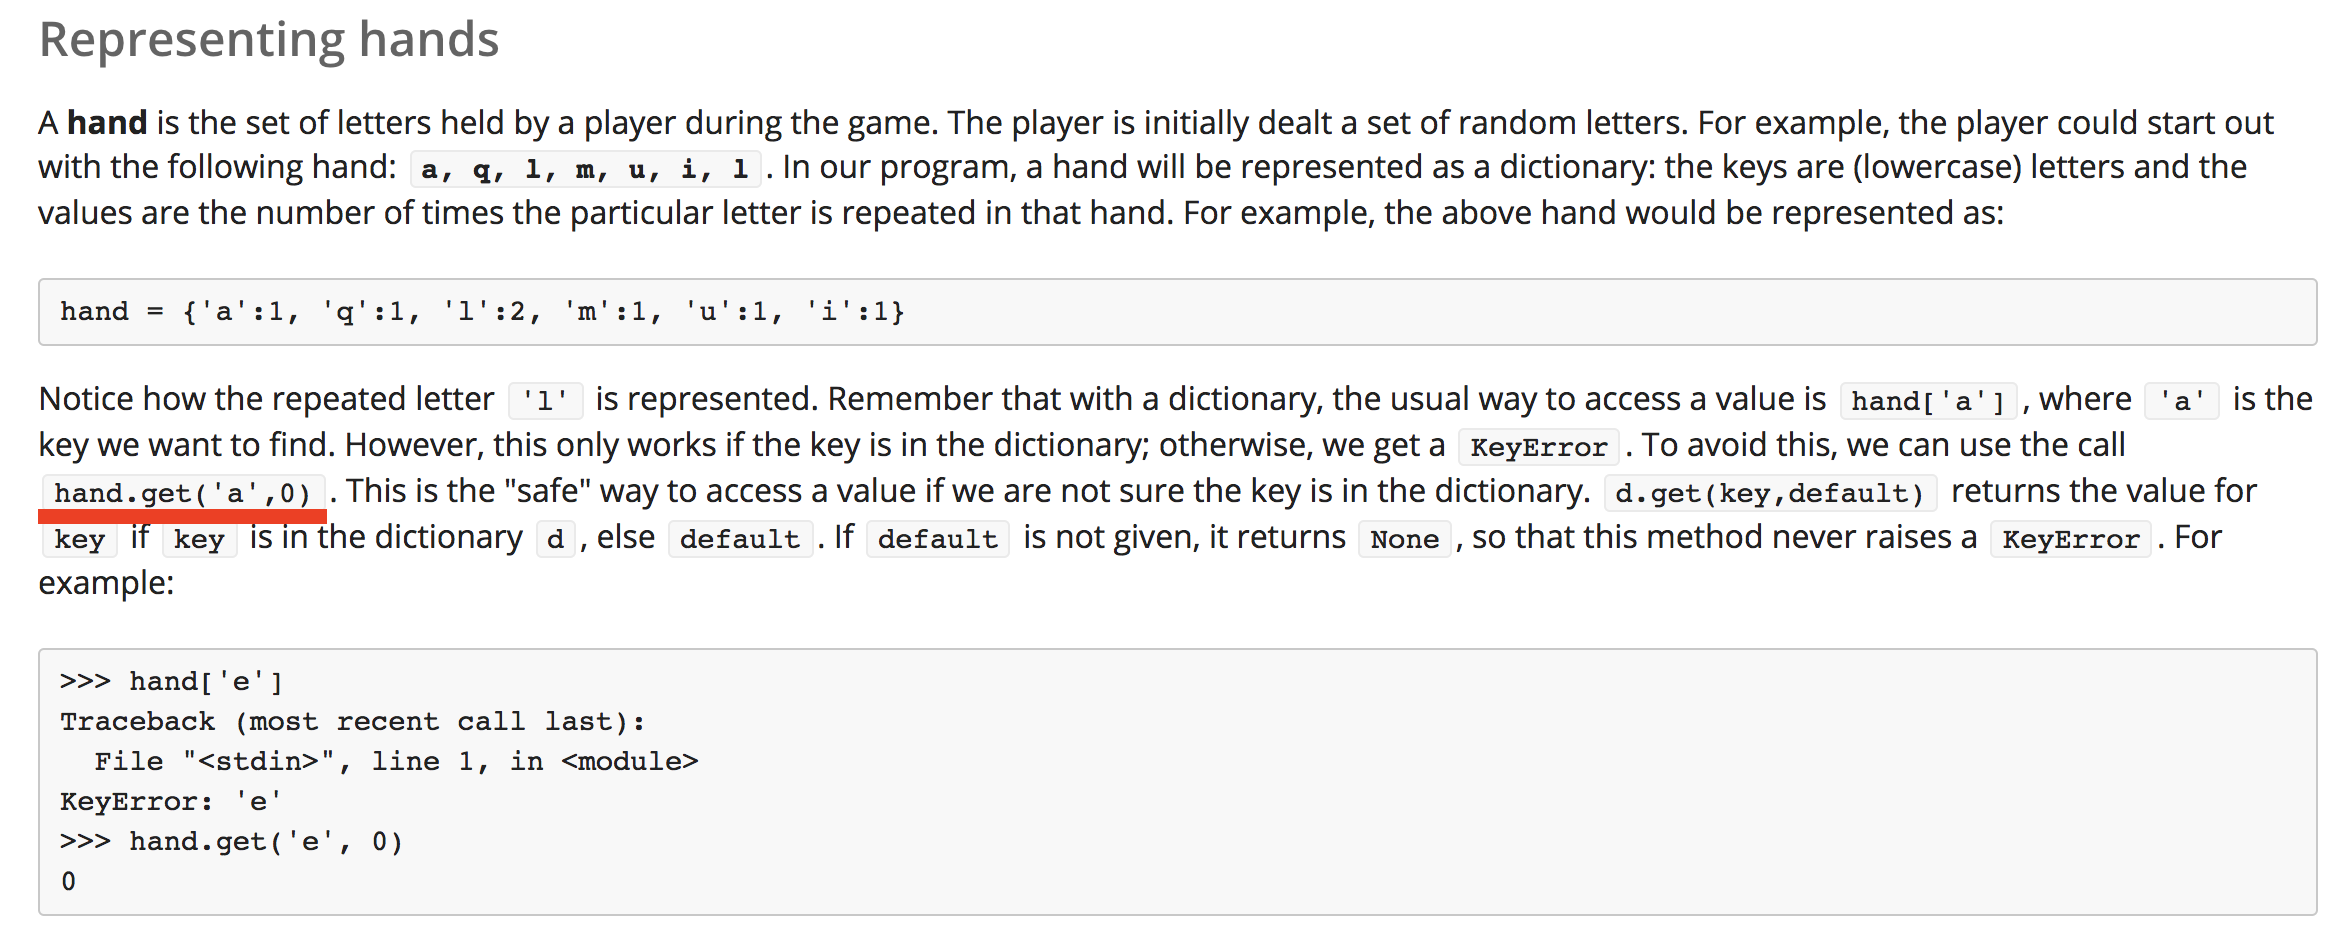 Representing hands
A hand is the set of letters held by a player during the game. The player is initially dealt a set of random letters. For example, the player could start out
with the following hand: a, q, l, m, u, i, l . In our program, a hand will be represented as a dictionary: the keys are (lowercase) letters and the
values are the number of times the particular letter is repeated in that hand. For example, the above hand would be represented as:
hand = {'a':1, 'q':1, 'l':2, 'm':1, 'u':1, 'i':1}
Notice how the repeated letter 'l' is represented. Remember that with a dictionary, the usual way to access a value is hand['a'], where 'a' is the
key we want to find. However, this only works if the key is in the dictionary; otherwise, we get a KeyError. To avoid this, we can use the call
hand.get('a',0). This is the "safe" way to access a value if we are not sure the key is in the dictionary. d.get(key,default) returns the value for
key if key is in the dictionary d, else default. If default is not given, it returns None, so that this method never raises a KeyError. For
example:
>>> hand['e']
Traceback (most recent call last):
  File "<stdin>", line 1, in <module>
KeyError: 'e'
>>> hand.get('e', 0)
0